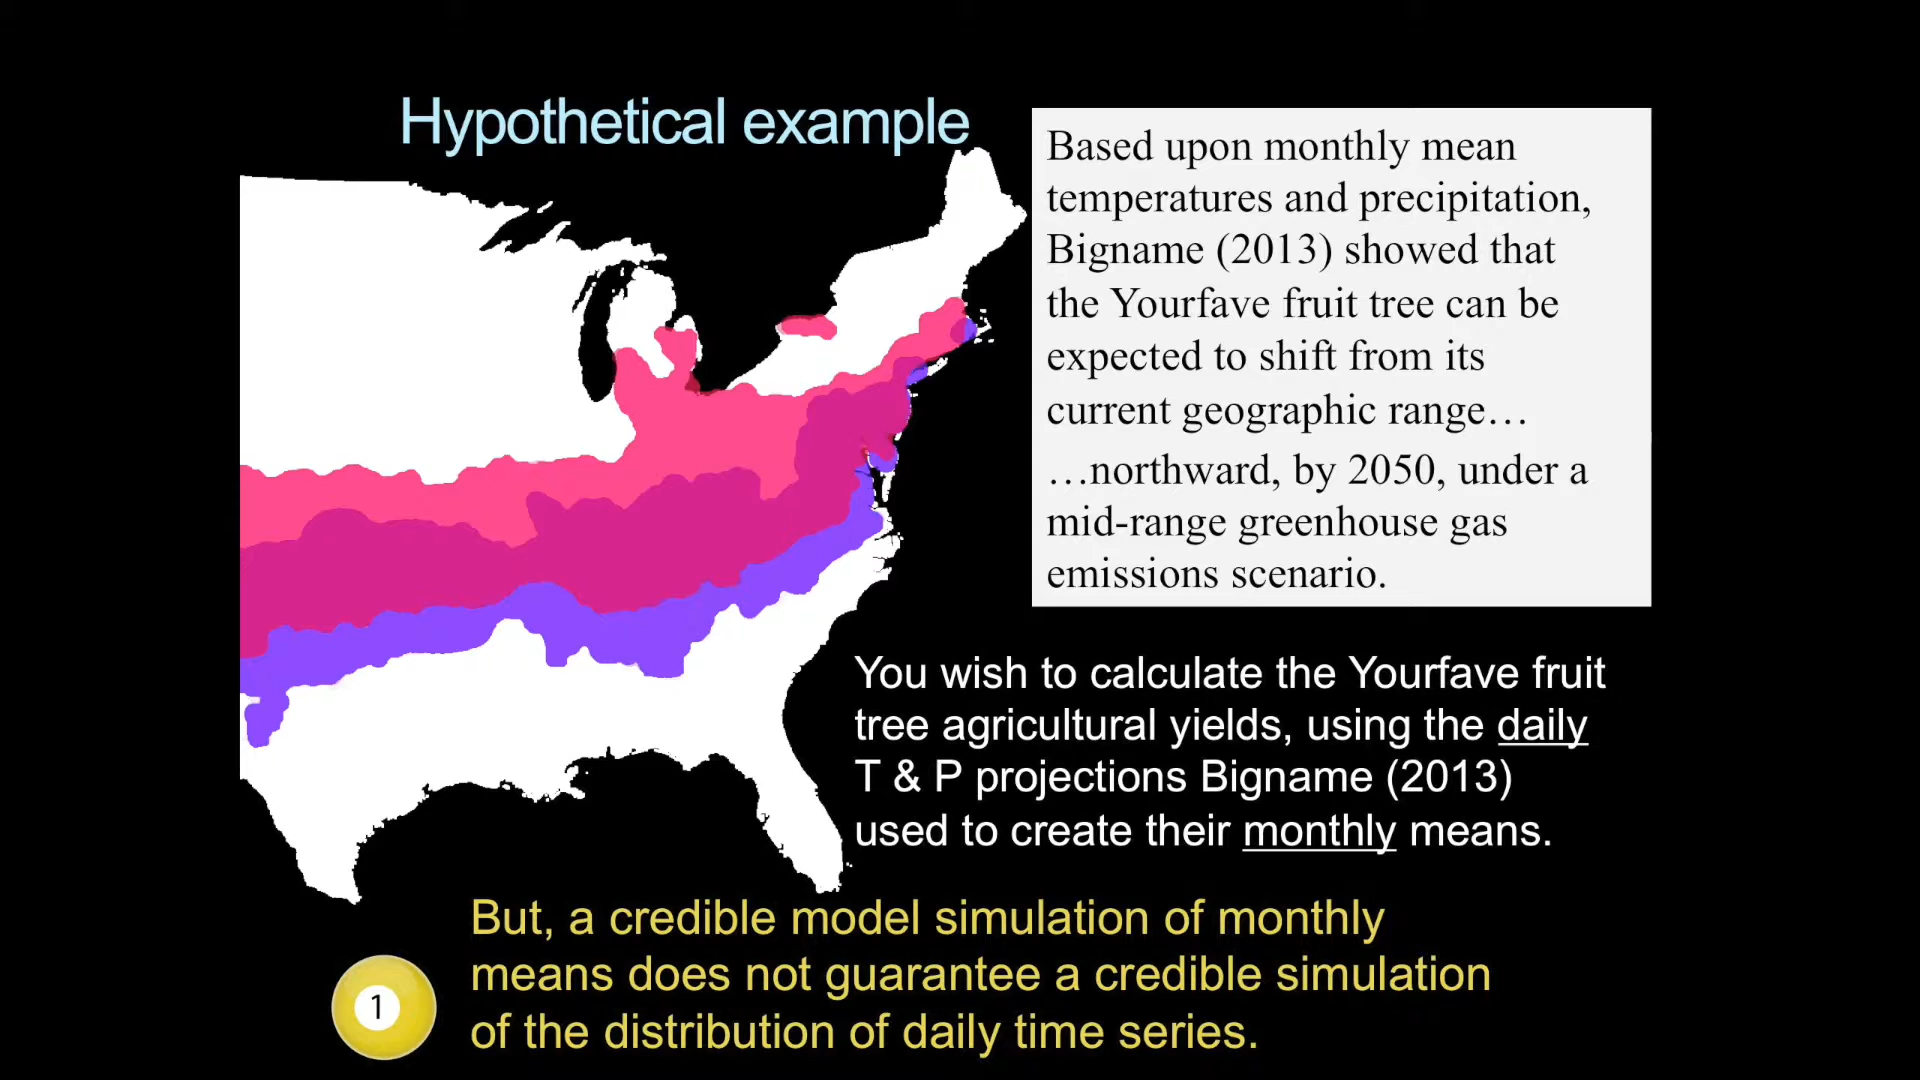 Hypothetical example
Based upon monthly mean
temperatures and precipitation,
Bigname (2013) showed that
the Yourfave fruit tree can be
expected to shift from its
current geographic range…
…northward, by 2050, under a
mid-range greenhouse gas
emissions scenario.
You wish to calculate the Yourfave fruit
tree agricultural yields, using the daily
T & P projections Bigname (2013)
used to create their monthly means.
But, a credible model simulation of monthly
means does not guarantee a credible simulation
of the distribution of daily time series.
1